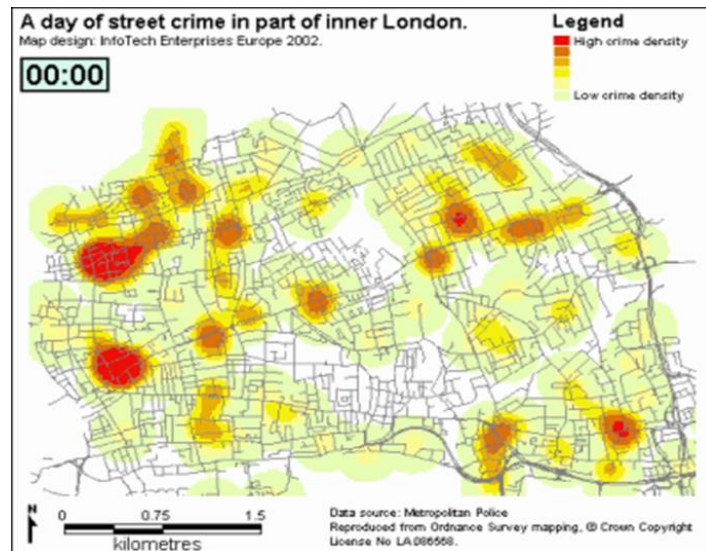 A day of street crime in part of inner London.
Map design: InfoTech Enterprises Europe 2002.
00:00
Legend
High crime density
Low crime density
N
0 0.75 1.5
kilometres
Data source: Metropolitan Police
Reproduced from Ordnance Survey mapping, © Crown Copyright
License No LA086568.